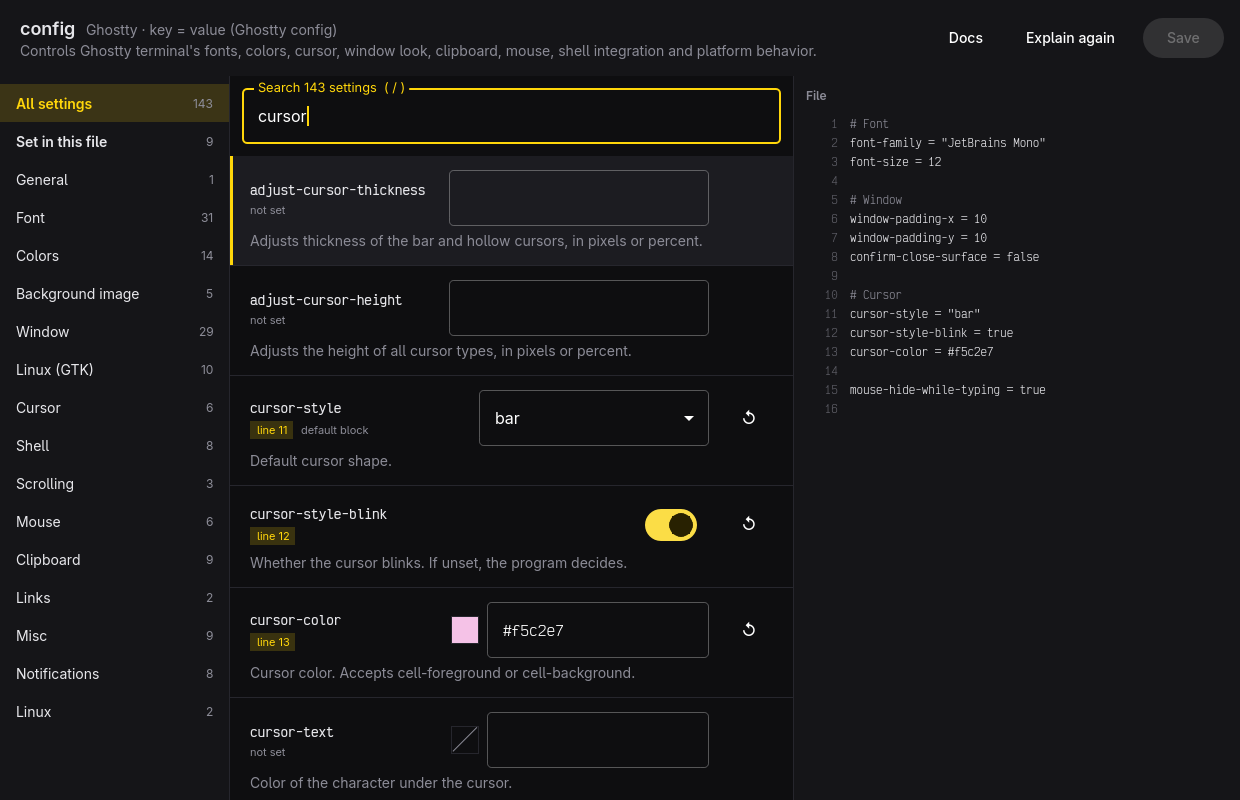 config Ghostty · key = value (Ghostty config)
Controls Ghostty terminal's fonts, colors, cursor, window look, clipboard, mouse, shell integration and platform behavior.
Docs
Explain again
Save
All settings 143
Set in this file 9
General 1
Font 31
Colors 14
Background image 5
Window 29
Linux (GTK) 10
Cursor 6
Shell 8
Scrolling 3
Mouse 6
Clipboard 9
Links 2
Misc 9
Notifications 8
Linux 2
Search 143 settings ( / )
cursor
adjust-cursor-thickness
not set
Adjusts thickness of the bar and hollow cursors, in pixels or percent.
adjust-cursor-height
not set
Adjusts the height of all cursor types, in pixels or percent.
cursor-style
line 11 default block
bar
Default cursor shape.
cursor-style-blink
line 12
Whether the cursor blinks. If unset, the program decides.
cursor-color
line 13
#f5c2e7
Cursor color. Accepts cell-foreground or cell-background.
cursor-text
not set
Color of the character under the cursor.
File
1 # Font
2 font-family = "JetBrains Mono"
3 font-size = 12
4
5 # Window
6 window-padding-x = 10
7 window-padding-y = 10
8 confirm-close-surface = false
9
10 # Cursor
11 cursor-style = "bar"
12 cursor-style-blink = true
13 cursor-color = #f5c2e7
14
15 mouse-hide-while-typing = true
16